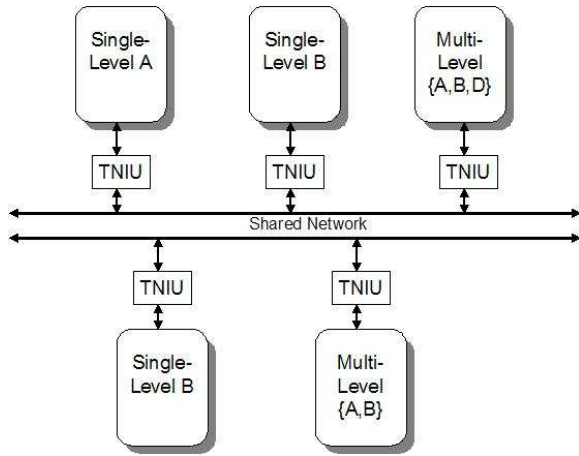 Single-
Level A
Single-
Level B
Multi-
Level
{A,B,D}
TNIU
TNIU
TNIU
Shared Network
TNIU
TNIU
Single-
Level B
Multi-
Level
{A,B}